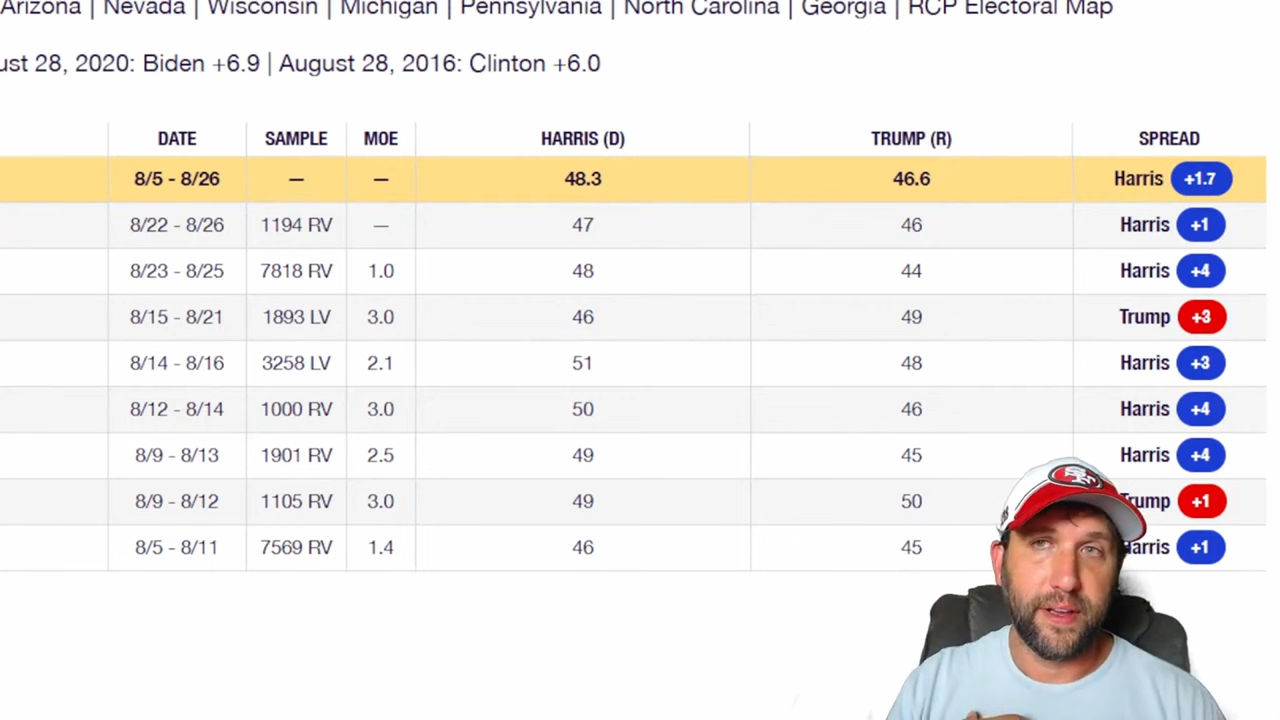 Arizona | Nevada | Wisconsin | Michigan | Pennsylvania | North Carolina | Georgia | RCP Electoral Map
28, 2020: Biden +6.9 | August 28, 2016: Clinton +6.0
DATE SAMPLE MOE HARRIS (D) TRUMP (R) SPREAD
8/5 - 8/26 — — 48.3 46.6 Harris +1.7
8/22 - 8/26 1194 RV — 47 46 Harris +1
8/23 - 8/25 7818 RV 1.0 48 44 Harris +4
8/15 - 8/21 1893 LV 3.0 46 49 Trump +3
8/14 - 8/16 3258 LV 2.1 51 48 Harris +3
8/12 - 8/14 1000 RV 3.0 50 46 Harris +4
8/9 - 8/13 1901 RV 2.5 49 45 Harris +4
8/9 - 8/12 1105 RV 3.0 49 50 Trump +1
8/5 - 8/11 7569 RV 1.4 46 45 Harris +1
SF